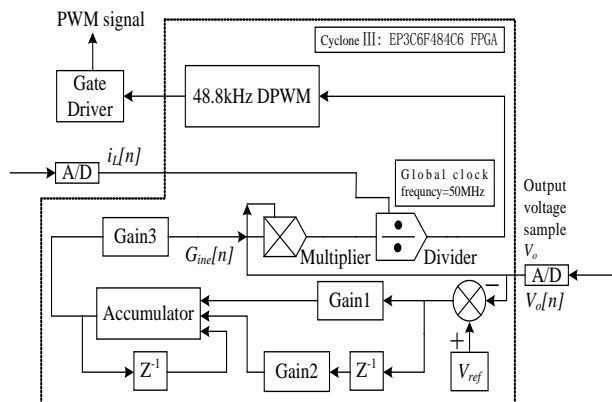 PWM signal
Cyclone III: EP3C6F484C6 FPGA
Gate
Driver
48.8kHz DPWM
A/D
iL[n]
Global clock
frequncy=50MHz
Output
voltage
sample
Vo
Gain3
Gine[n]
Multiplier
÷
Divider
A/D
Vo[n]
Accumulator
Gain1
−
+
Z-1
Gain2
Z-1
Vref